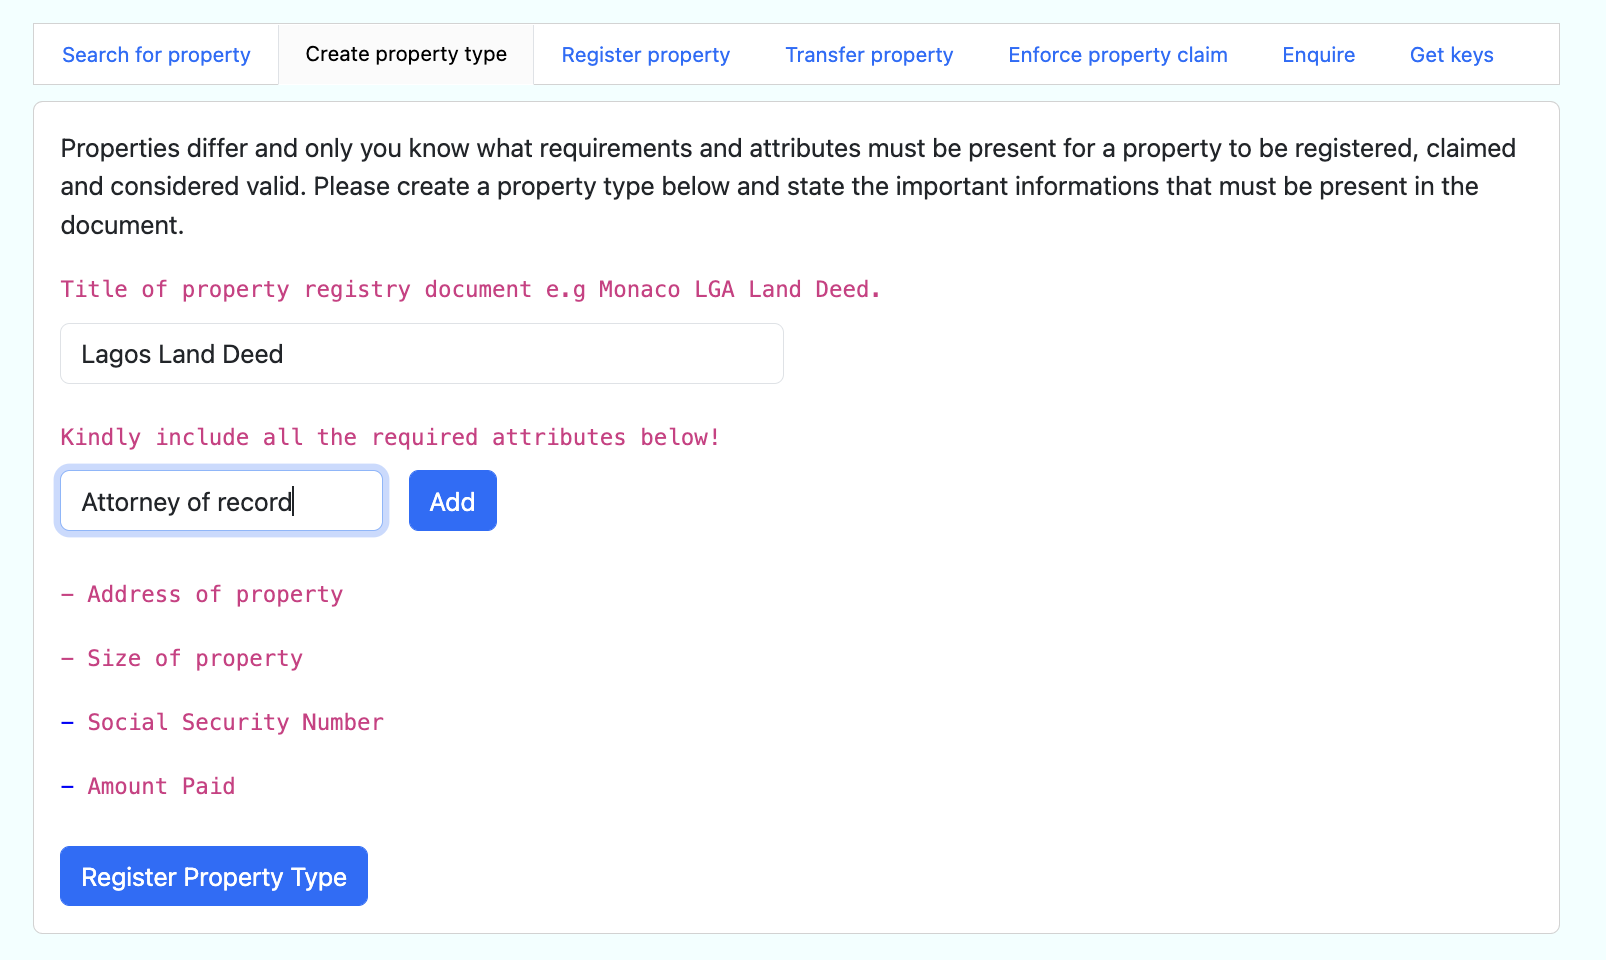 Search for property Create property type Register property Transfer property Enforce property claim Enquire Get keys
Properties differ and only you know what requirements and attributes must be present for a property to be registered, claimed
and considered valid. Please create a property type below and state the important informations that must be present in the
document.
Title of property registry document e.g Monaco LGA Land Deed.
Lagos Land Deed
Kindly include all the required attributes below!
Attorney of record Add
– Address of property
– Size of property
– Social Security Number
– Amount Paid
Register Property Type